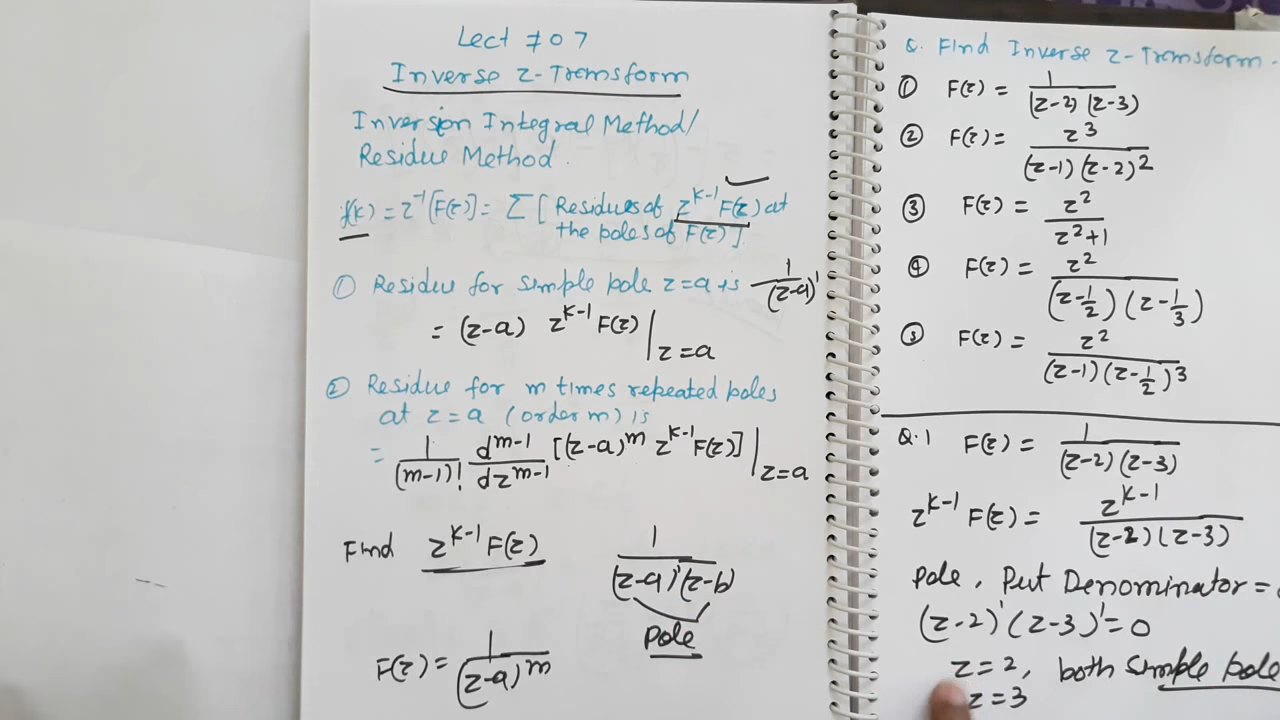 Lect # 07
Inverse Z-Transform
Inversion Integral Method/
Residue Method.
f(k) = Z⁻¹[F(z)] = Σ [Residues of z^{k-1} F(z) at
the poles of F(z)]
① Residue for simple pole z=a is 1/(z-a)¹
= (z-a) z^{k-1} F(z) |_{z=a}
② Residue for m times repeated poles
at z=a (order m) is
= 1/(m-1)! d^{m-1}/dz^{m-1} [(z-a)^m z^{k-1} F(z)] |_{z=a}
Find z^{k-1} F(z)
1/((z-a)¹(z-b))
Pole
F(z) = 1/(z-a)^m
Q. Find Inverse Z-Transform.
① F(z) = 1/((z-2)(z-3))
② F(z) = z³/((z-1)(z-2)²)
③ F(z) = z²/(z²+1)
④ F(z) = z²/((z-1/2)(z-1/3))
⑤ F(z) = z²/((z-1)(z-1/2)³)
Q.1 F(z) = 1/((z-2)(z-3))
z^{k-1} F(z) = z^{k-1}/((z-2)(z-3))
Pole, Put Denominator =
(z-2)¹(z-3)¹=0
z=2, both simple pole
z=3